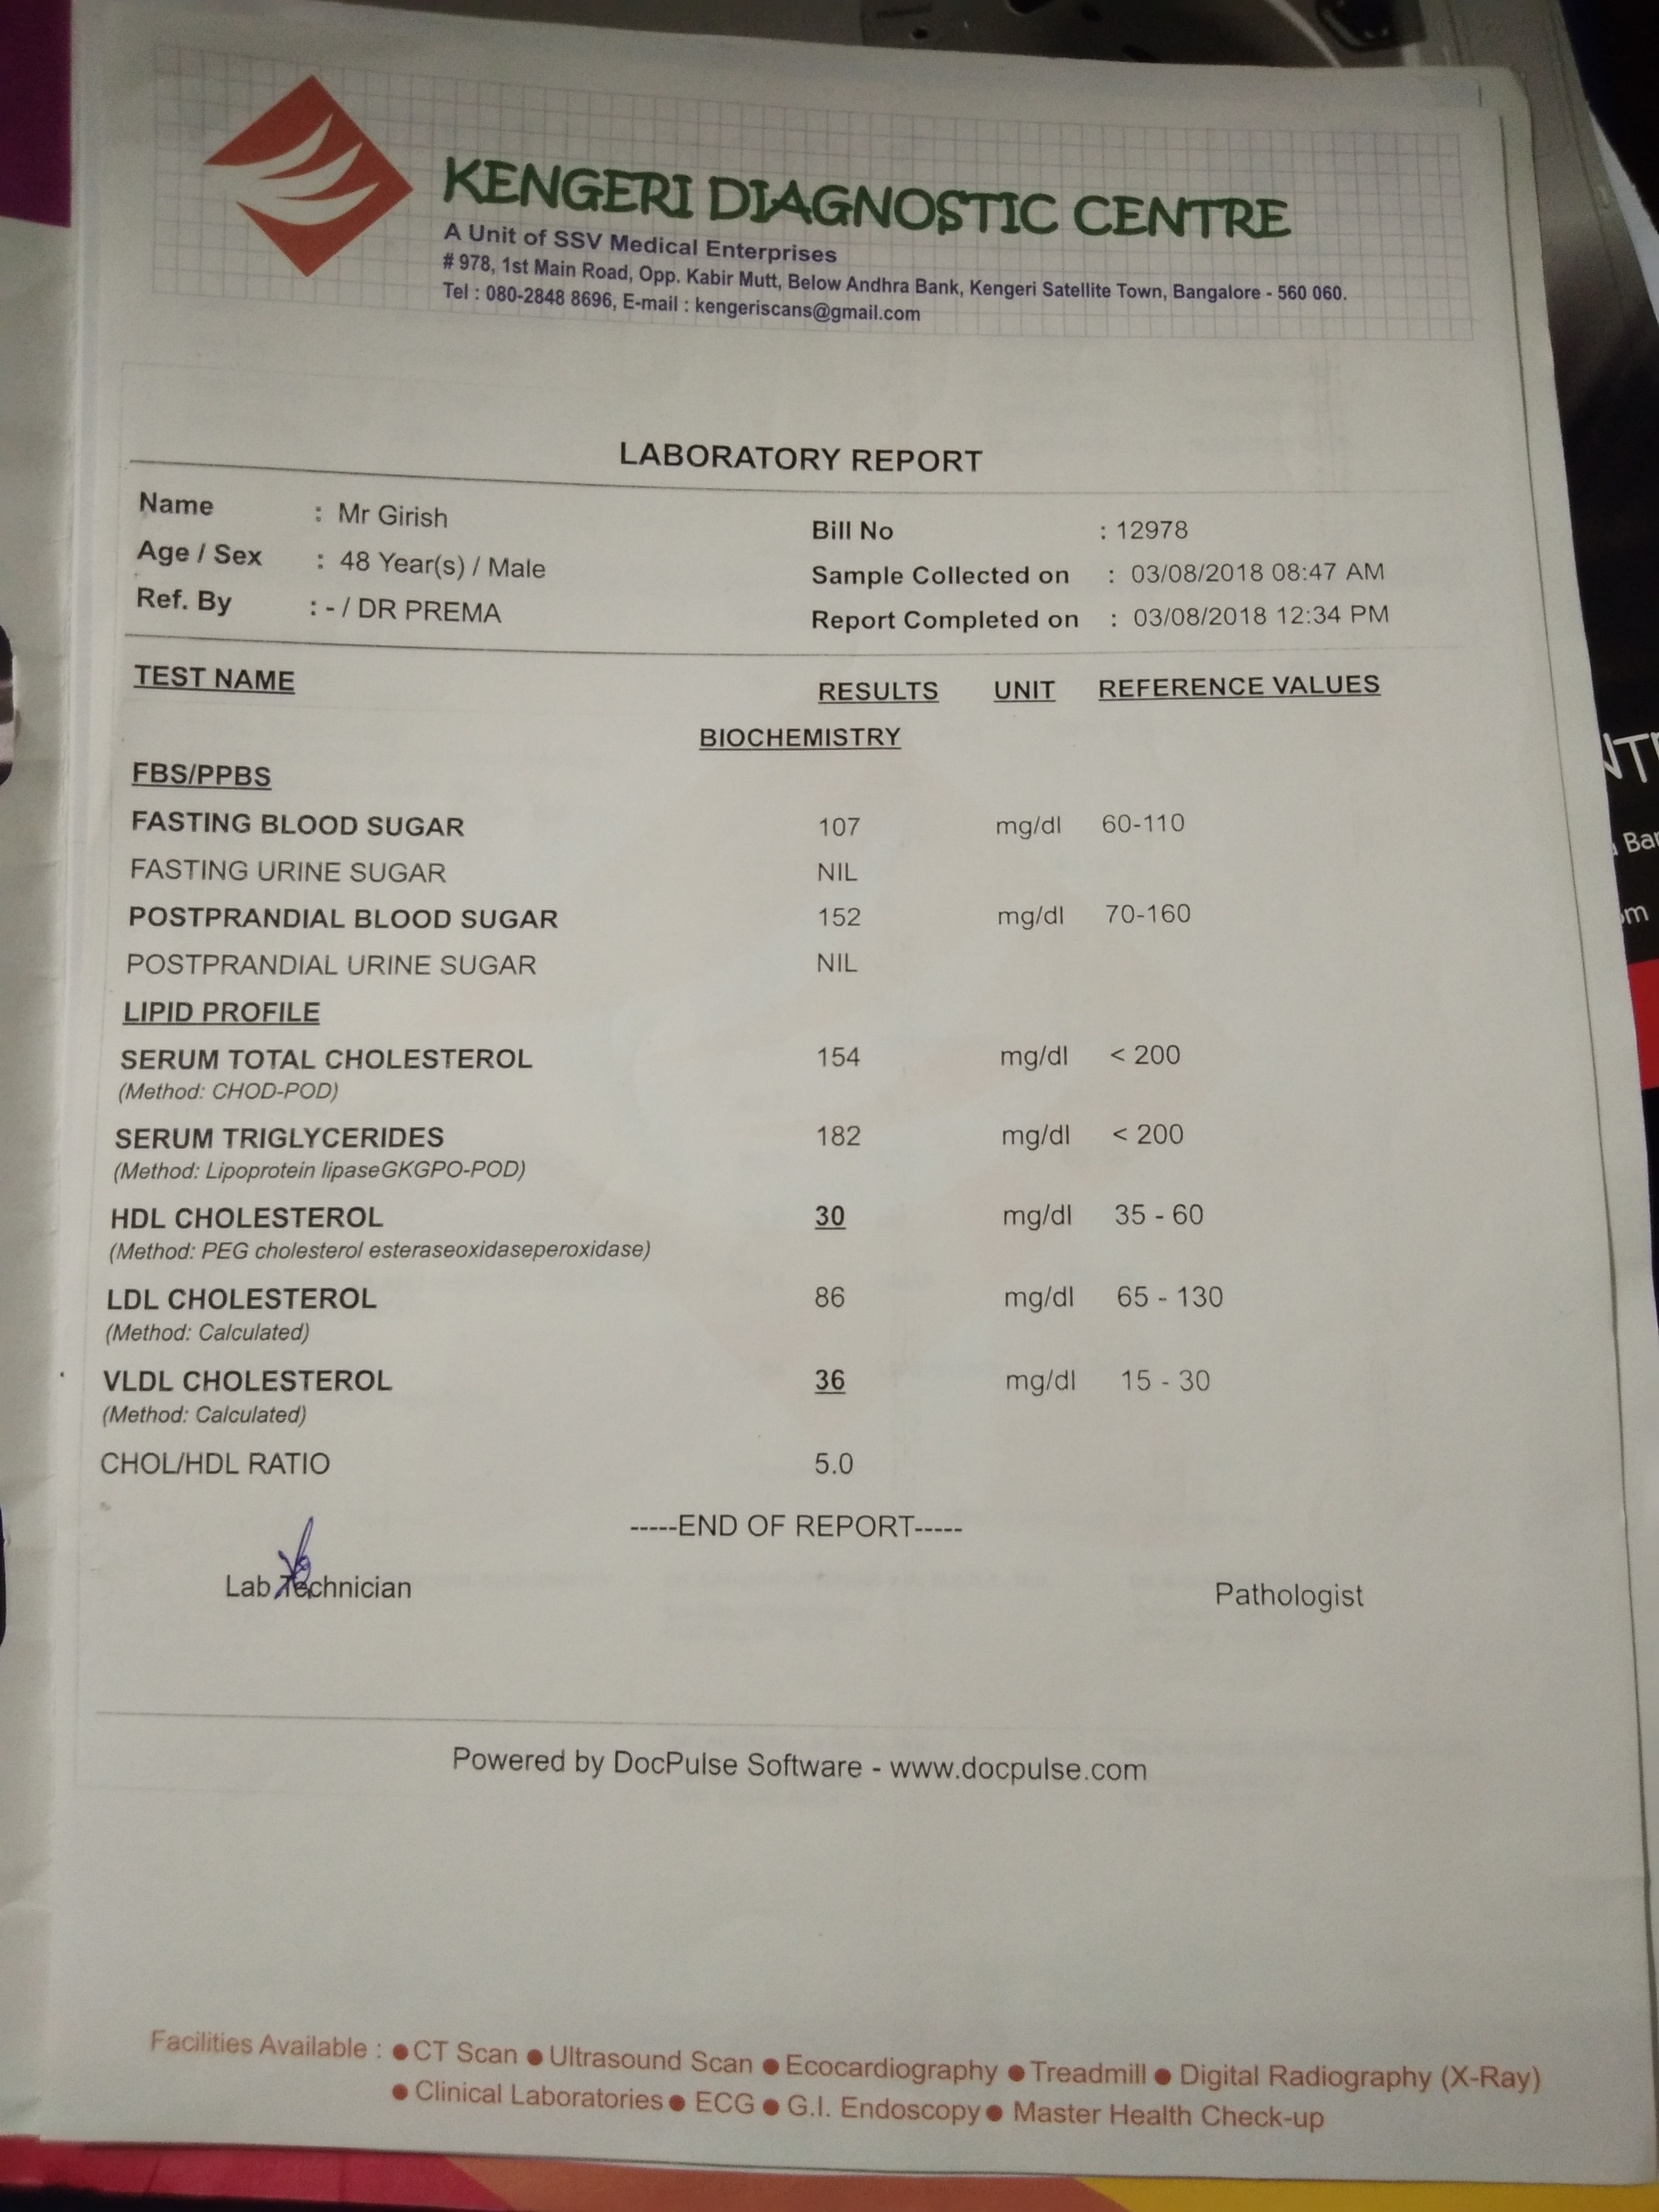 KENGERI DIAGNOSTIC CENTRE
A Unit of SSV Medical Enterprises
# 978, 1st Main Road, Opp. Kabir Mutt, Below Andhra Bank, Kengeri Satellite Town, Bangalore - 560 060.
Tel : 080-2848 8696, E-mail : kengeriscans@gmail.com
LABORATORY REPORT
Name : Mr Girish Bill No : 12978
Age / Sex : 48 Year(s) / Male Sample Collected on : 03/08/2018 08:47 AM
Ref. By : - / DR PREMA Report Completed on : 03/08/2018 12:34 PM
TEST NAME RESULTS UNIT REFERENCE VALUES
BIOCHEMISTRY
FBS/PPBS
FASTING BLOOD SUGAR 107 mg/dl 60-110
FASTING URINE SUGAR NIL
POSTPRANDIAL BLOOD SUGAR 152 mg/dl 70-160
POSTPRANDIAL URINE SUGAR NIL
LIPID PROFILE
SERUM TOTAL CHOLESTEROL 154 mg/dl < 200
(Method: CHOD-POD)
SERUM TRIGLYCERIDES 182 mg/dl < 200
(Method: Lipoprotein lipaseGKGPO-POD)
HDL CHOLESTEROL 30 mg/dl 35 - 60
(Method: PEG cholesterol esteraseoxidaseperoxidase)
LDL CHOLESTEROL 86 mg/dl 65 - 130
(Method: Calculated)
VLDL CHOLESTEROL 36 mg/dl 15 - 30
(Method: Calculated)
CHOL/HDL RATIO 5.0
-----END OF REPORT-----
Lab Technician Pathologist
Powered by DocPulse Software - www.docpulse.com
Facilities Available : ● CT Scan ● Ultrasound Scan ● Ecocardiography ● Treadmill ● Digital Radiography (X-Ray)
● Clinical Laboratories ● ECG ● G.I. Endoscopy ● Master Health Check-up